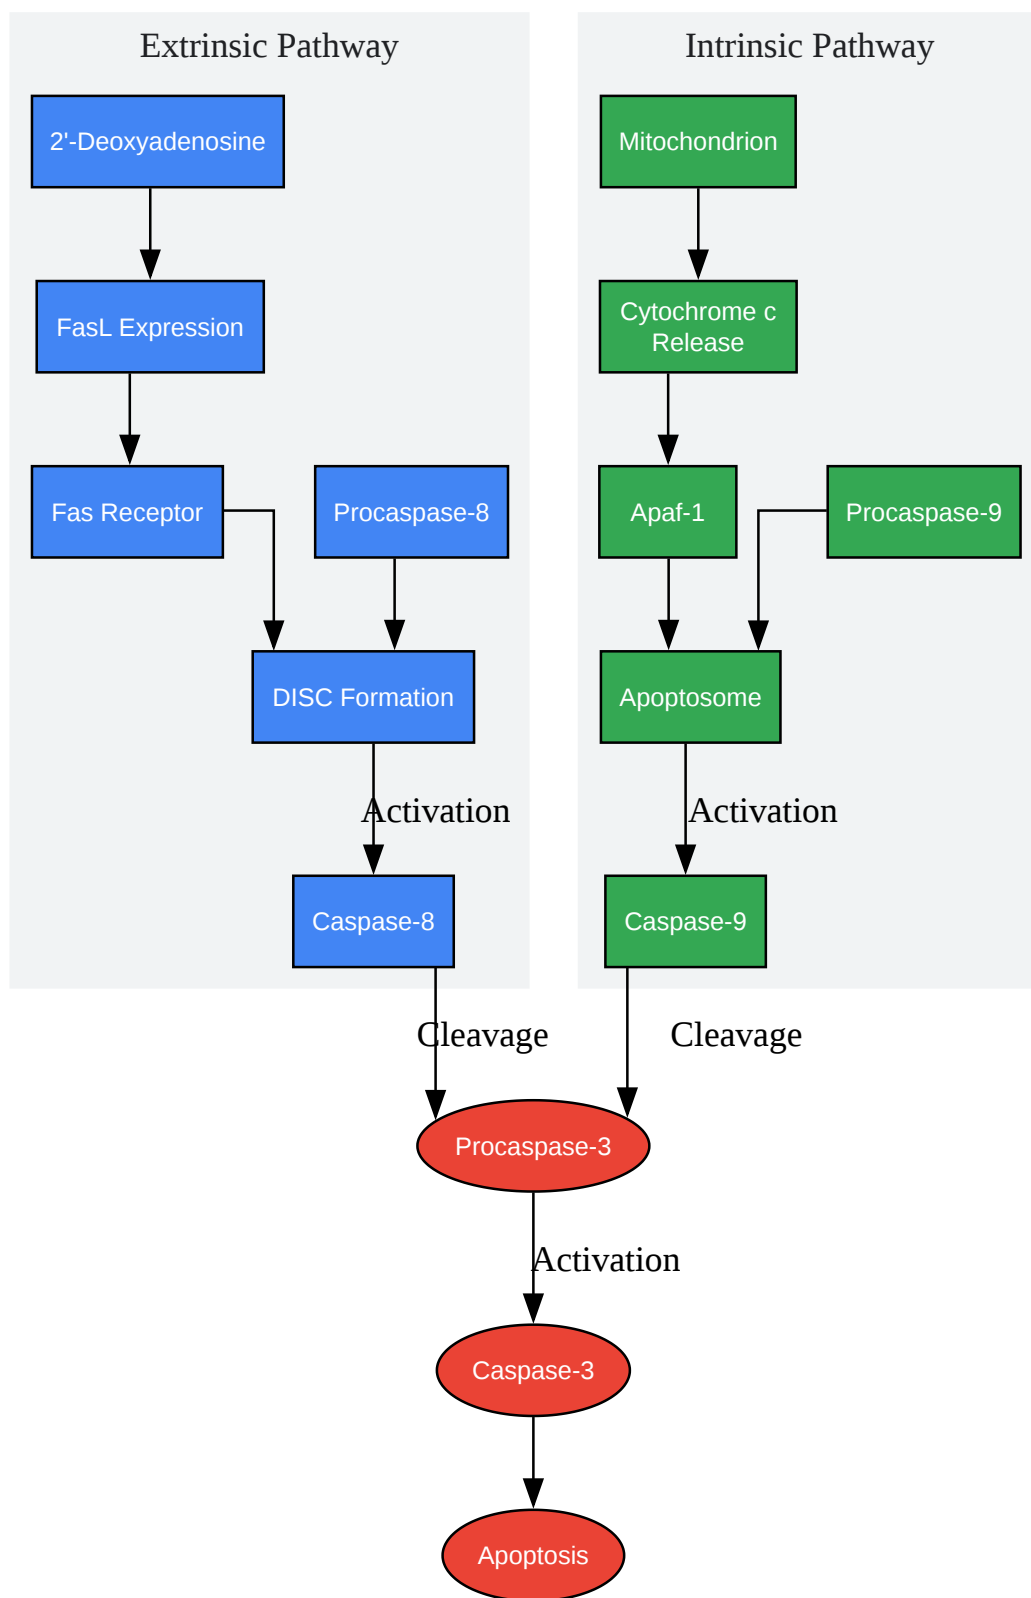 Extrinsic Pathway
2'-Deoxyadenosine
FasL Expression
Fas Receptor
Procaspase-8
DISC Formation
Activation
Caspase-8
Cleavage
Intrinsic Pathway
Mitochondrion
Cytochrome c
Release
Apaf-1
Procaspase-9
Apoptosome
Activation
Caspase-9
Cleavage
Procaspase-3
Activation
Caspase-3
Apoptosis